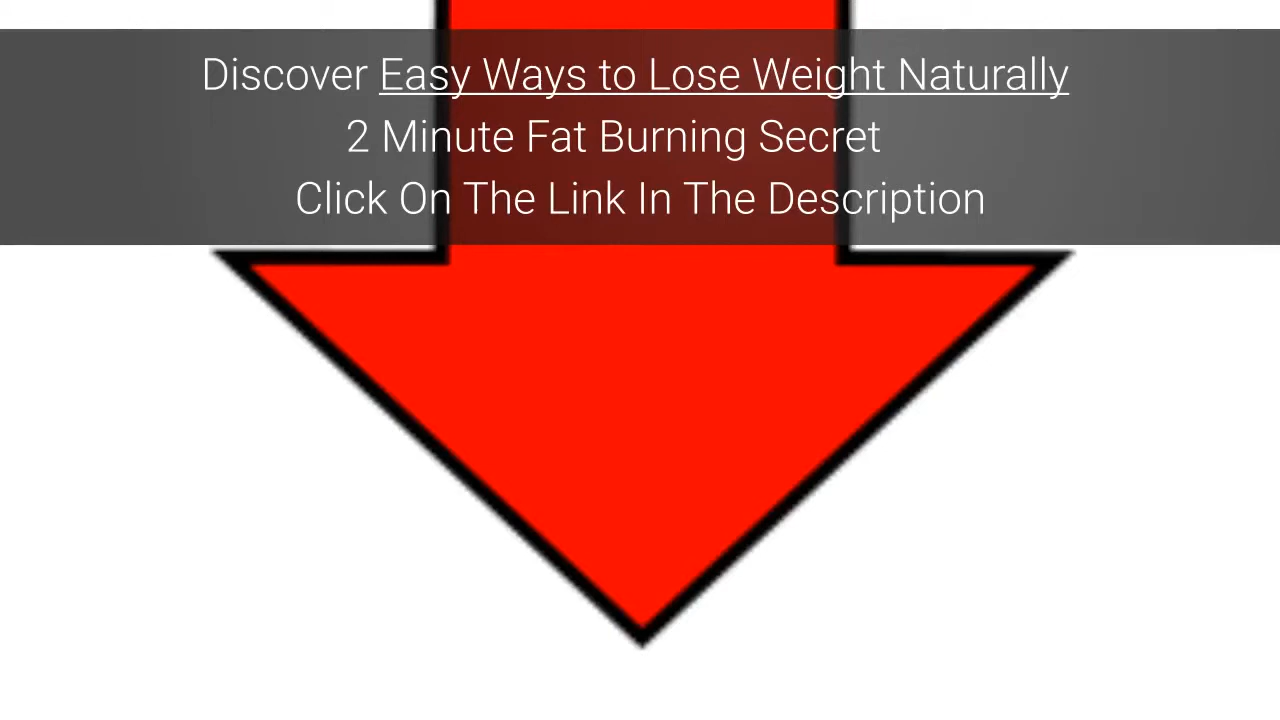 Discover Easy Ways to Lose Weight Naturally
2 Minute Fat Burning Secret
Click On The Link In The Description